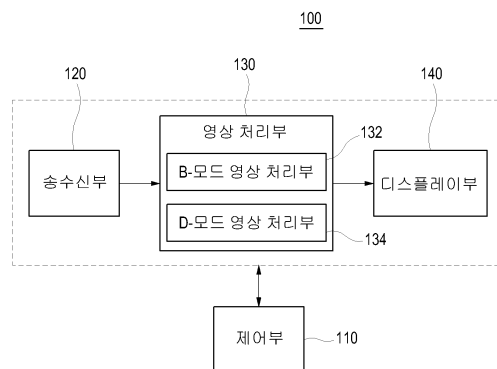 100
120
130
140
영상 처리부
132
송수신부
B-모드 영상 처리부
디스플레이부
D-모드 영상 처리부
134
제어부
110